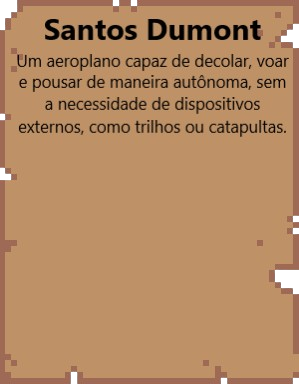 Santos Dumont
Um aeroplano capaz de decolar, voar
e pousar de maneira autônoma, sem
a necessidade de dispositivos
externos, como trilhos ou catapultas.